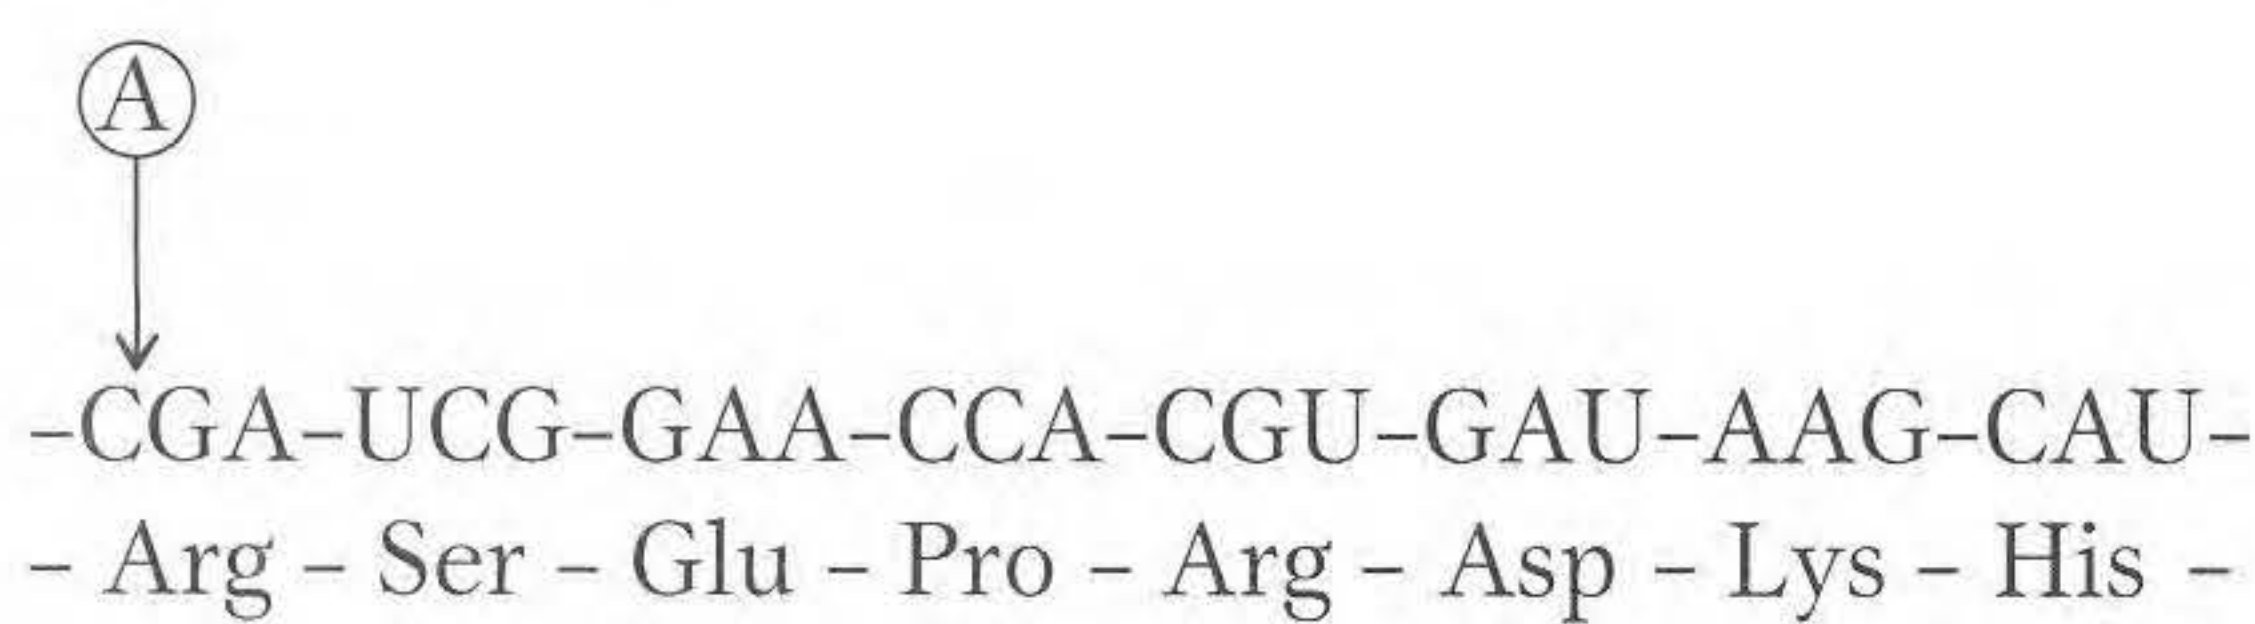 A
–CGA–UCG–GAA–CCA–CGU–GAU–AAG–CAU–
– Arg – Ser – Glu – Pro – Arg – Asp – Lys – His –